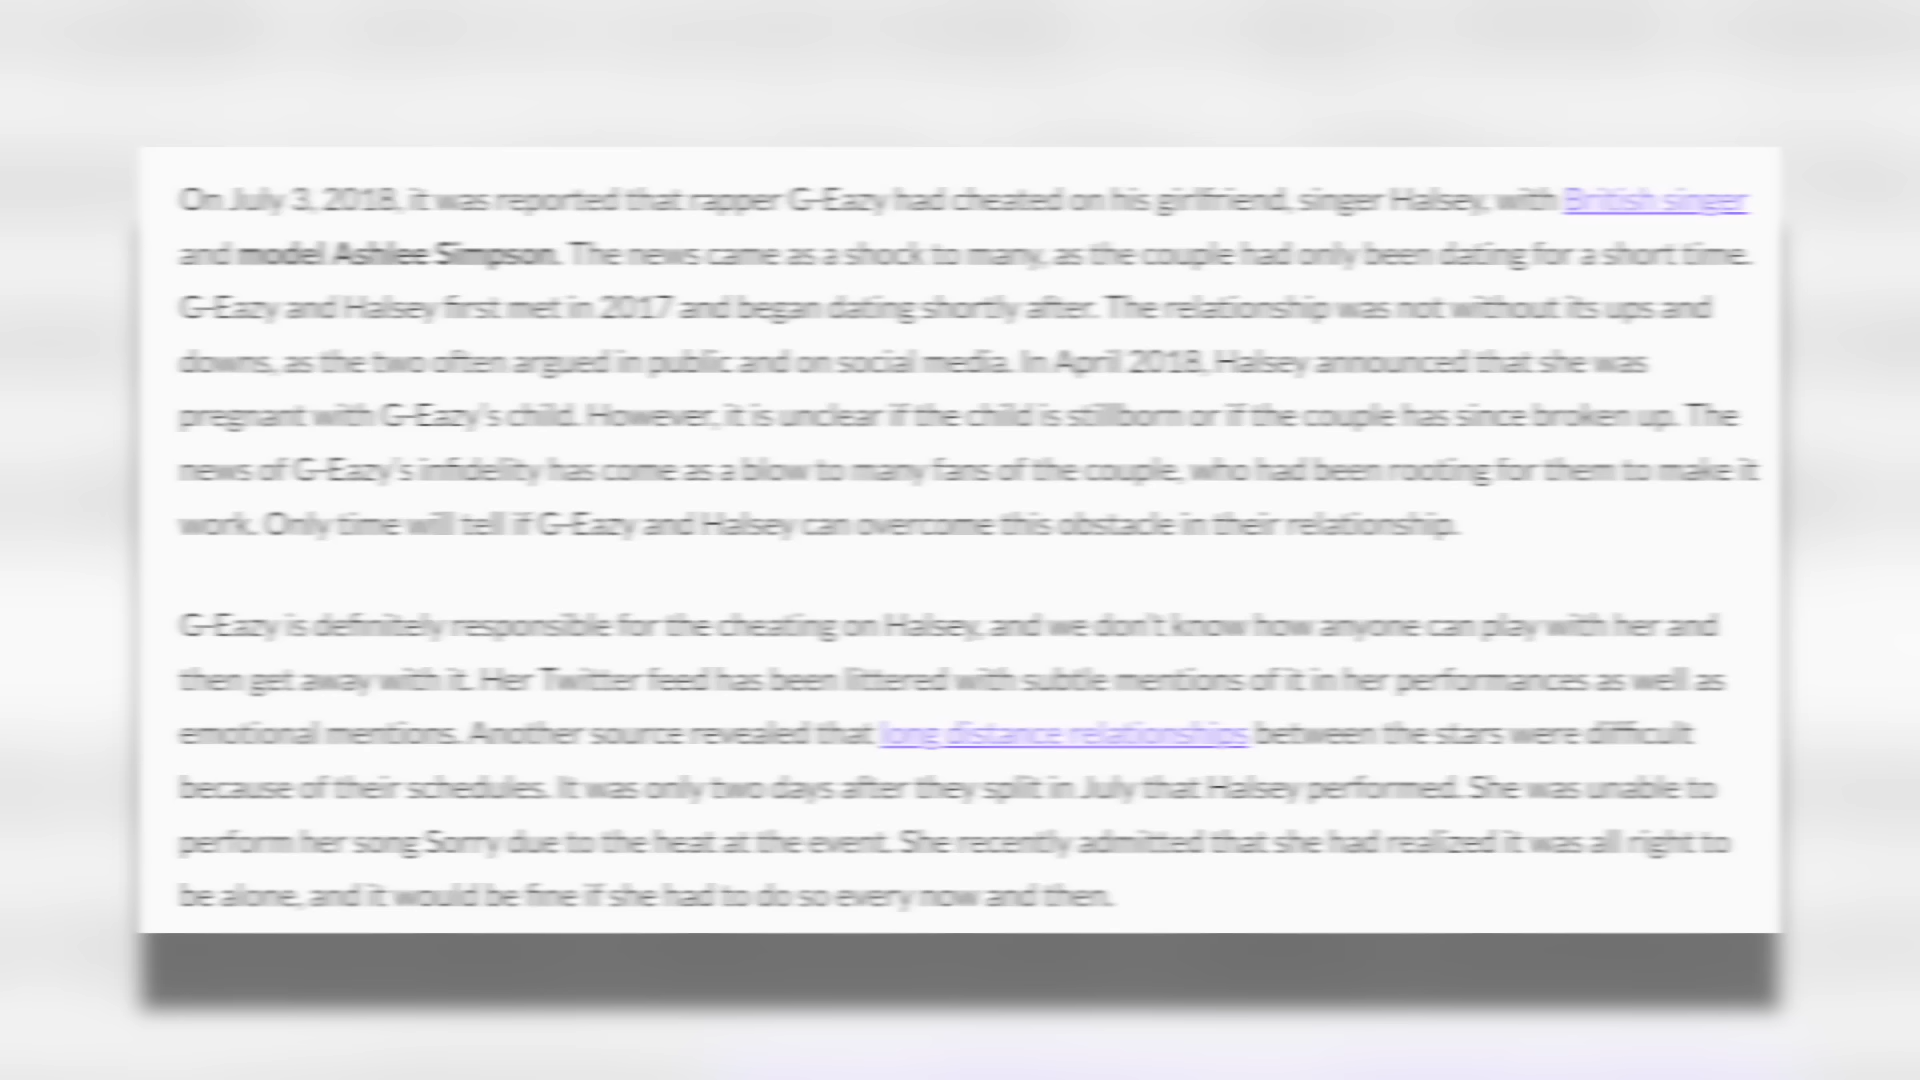 On July 3, 2018, it was reported that rapper G-Eazy had cheated on his girlfriend, singer Halsey, with British singer
and model Ashlee Simpson. The news came as a shock to many, as the couple had only been dating for a short time.
G-Eazy and Halsey first met in 2017 and began dating shortly after. The relationship was not without its ups and
downs, as the two often argued in public and on social media. In April 2018, Halsey announced that she was
pregnant with G-Eazy's child. However, it is unclear if the child is stillborn or if the couple has since broken up. The
news of G-Eazy's infidelity has come as a blow to many fans of the couple, who had been rooting for them to make it
work. Only time will tell if G-Eazy and Halsey can overcome this obstacle in their relationship.
G-Eazy is definitely responsible for the cheating on Halsey, and we don't know how anyone can play with her and
then get away with it. Her Twitter feed has been littered with subtle mentions of it in her performances as well as
emotional mentions. Another source revealed that long distance relationships between the stars were difficult
because of their schedules. It was only two days after they split in July that Halsey performed. She was unable to
perform her song Sorry due to the heat at the event. She recently admitted that she had realized it was all right to
be alone, and it would be fine if she had to do so every now and then.